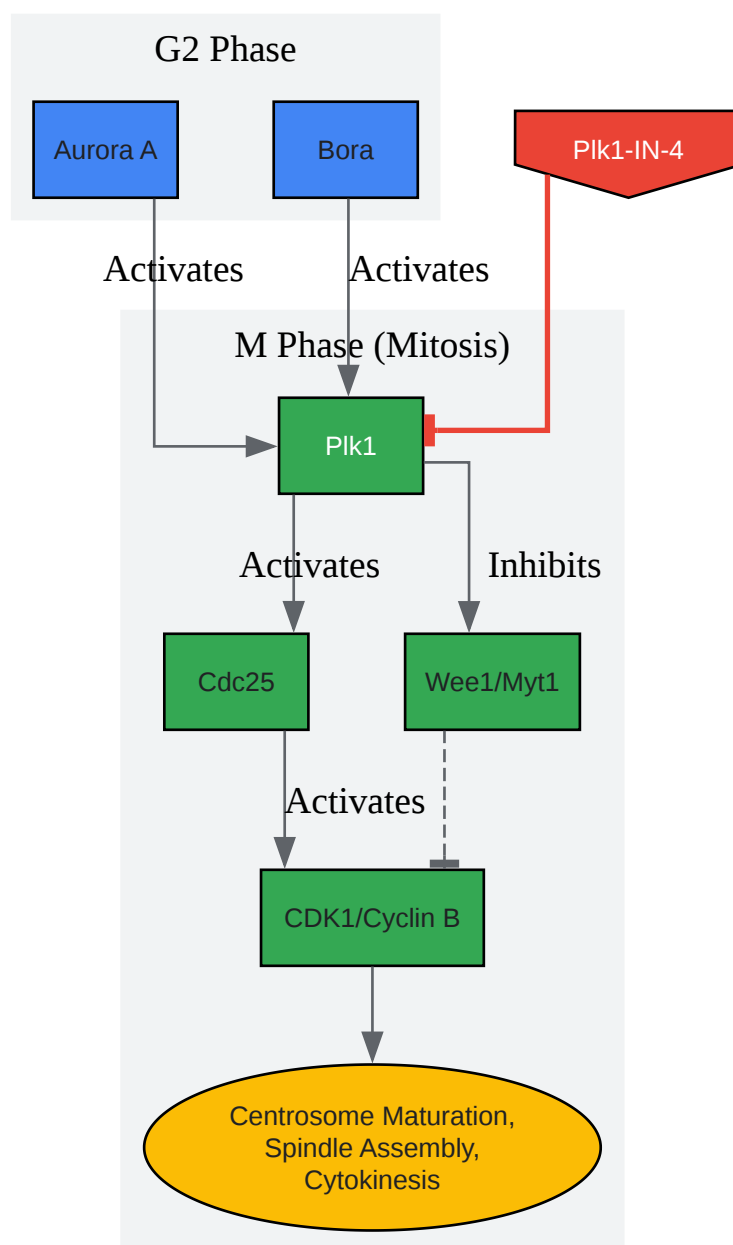 G2 Phase
Aurora A
Bora
Plk1-IN-4
Activates
Activates
M Phase (Mitosis)
Plk1
Activates
Inhibits
Cdc25
Wee1/Myt1
Activates
CDK1/Cyclin B
Centrosome Maturation,
Spindle Assembly,
Cytokinesis